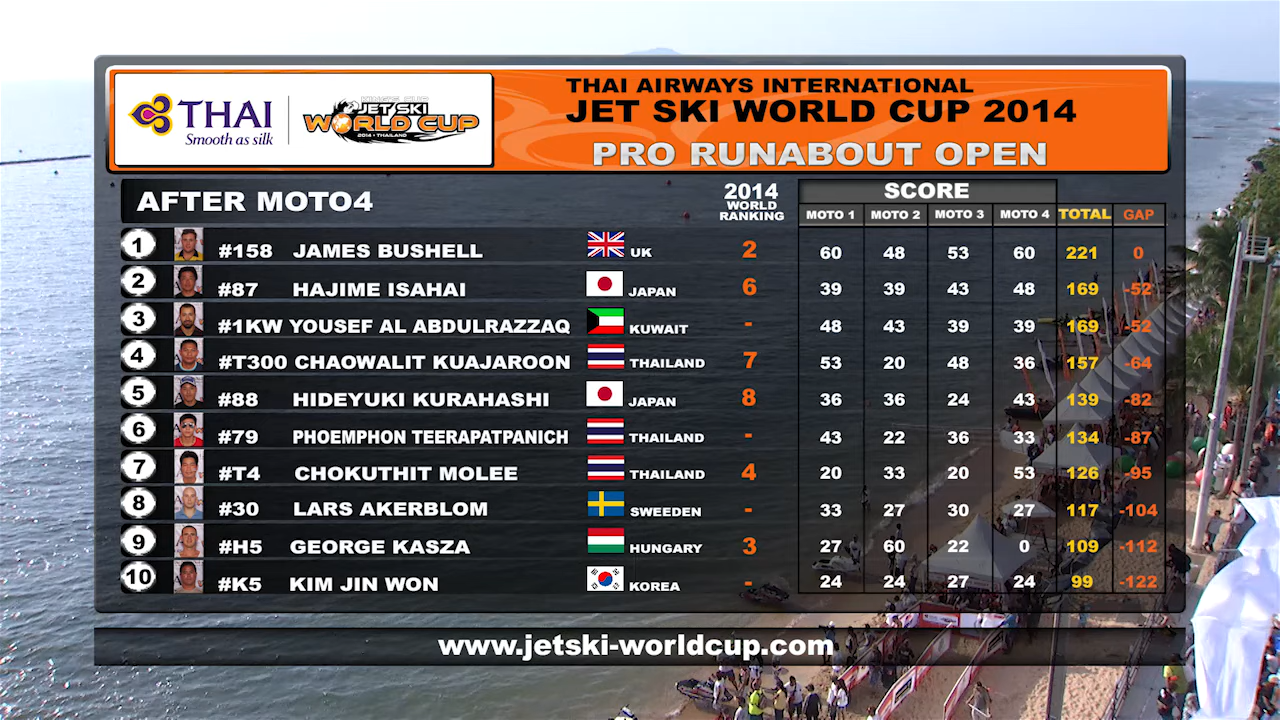 THAI
Smooth as silk
KING'S CUP
JET SKI
WORLD CUP
2014 • THAILAND
THAI AIRWAYS INTERNATIONAL
JET SKI WORLD CUP 2014
PRO RUNABOUT OPEN
AFTER MOTO4 2014 WORLD RANKING SCORE
MOTO 1 MOTO 2 MOTO 3 MOTO 4 TOTAL GAP
1 #158 JAMES BUSHELL UK 2 60 48 53 60 221 0
2 #87 HAJIME ISAHAI JAPAN 6 39 39 43 48 169 -52
3 #1KW YOUSEF AL ABDULRAZZAQ KUWAIT - 48 43 39 39 169 -52
4 #T300 CHAOWALIT KUAJAROON THAILAND 7 53 20 48 36 157 -64
5 #88 HIDEYUKI KURAHASHI JAPAN 8 36 36 24 43 139 -82
6 #79 PHOEMPHON TEERAPATPANICH THAILAND - 43 22 36 33 134 -87
7 #T4 CHOKUTHIT MOLEE THAILAND 4 20 33 20 53 126 -95
8 #30 LARS AKERBLOM SWEEDEN - 33 27 30 27 117 -104
9 #H5 GEORGE KASZA HUNGARY 3 27 60 22 0 109 -112
10 #K5 KIM JIN WON KOREA - 24 24 27 24 99 -122
www.jetski-worldcup.com